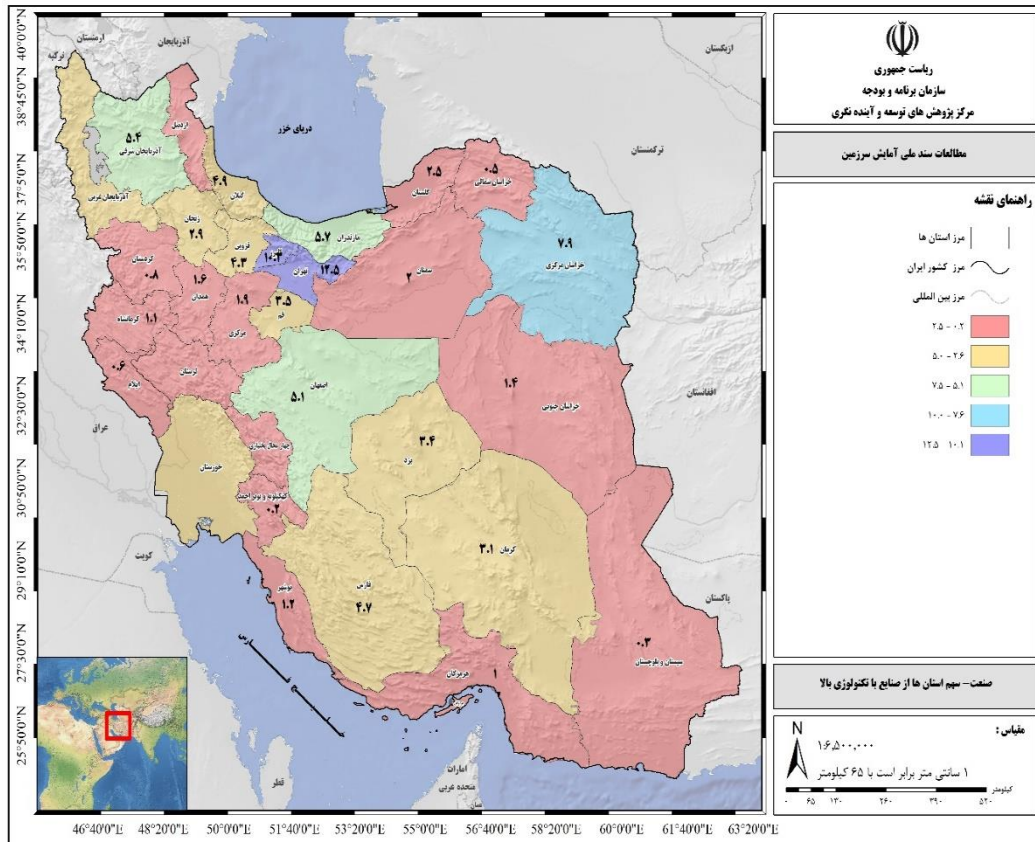 ریاست جمهوری
سازمان برنامه و بودجه
مرکز پژوهش های توسعه و آینده نگری
مطالعات سند ملی آمایش سرزمین
راهنمای نقشه
مرز استان ها
مرز کشور ایران
مرز بین المللی
۲.۵ - ۰.۲
۵.۰ - ۲.۶
۷.۵ - ۵.۱
۱۰.۰ - ۷.۶
۱۲.۵ ۱۰.۱
صنعت- سهم استان ها از صنایع با تکنولوژی بالا
مقیاس :
N
۱:۶,۵۰۰,۰۰۰
۱ سانتی متر برابر است با ۶۵ کیلومتر
کیلومتر
۰ ۶۵ ۱۳۰ ۲۶۰ ۳۹۰ ۵۲۰
ارمنستان
آذربایجان
ترکیه
ازبکستان
ترکمنستان
افغانستان
پاکستان
عراق
کویت
قطر
امارات
متحده عربی
عمان
دریای خزر
فارس
اردبیل
۵.۴
آذربایجان شرقی
آذربایجان غربی
۴.۹
گیلان
زنجان
۲.۹
قزوین
۴.۳
۵.۷
مازندران
تهران
۱۲.۵
۲.۵
گلستان
۰.۵
خراسان شمالی
۷.۹
خراسان مرکزی
سمنان
۲
کردستان
۰.۸
۱.۶
همدان
۱.۹
مرکزی
۳.۵
قم
کرمانشاه
۱.۱
۰.۶
ایلام
لرستان
اصفهان
۵.۱
۱.۴
خراسان جنوبی
خوزستان
چهار محال بختیاری
۳.۴
یزد
کهگیلویه و بویر احمد
۰.۲
۳.۱
کرمان
فارس
۴.۷
بوشهر
۱.۲
۰.۳
سیستان و بلوچستان
هرمزگان
۱
40°0'0"N
38°45'0"N
37°5'0"N
35°50'0"N
34°10'0"N
32°30'0"N
30°50'0"N
29°10'0"N
27°30'0"N
25°50'0"N
46°40'0"E 48°20'0"E 50°0'0"E 51°40'0"E 53°20'0"E 55°0'0"E 56°40'0"E 58°20'0"E 60°0'0"E 61°40'0"E 63°20'0"E